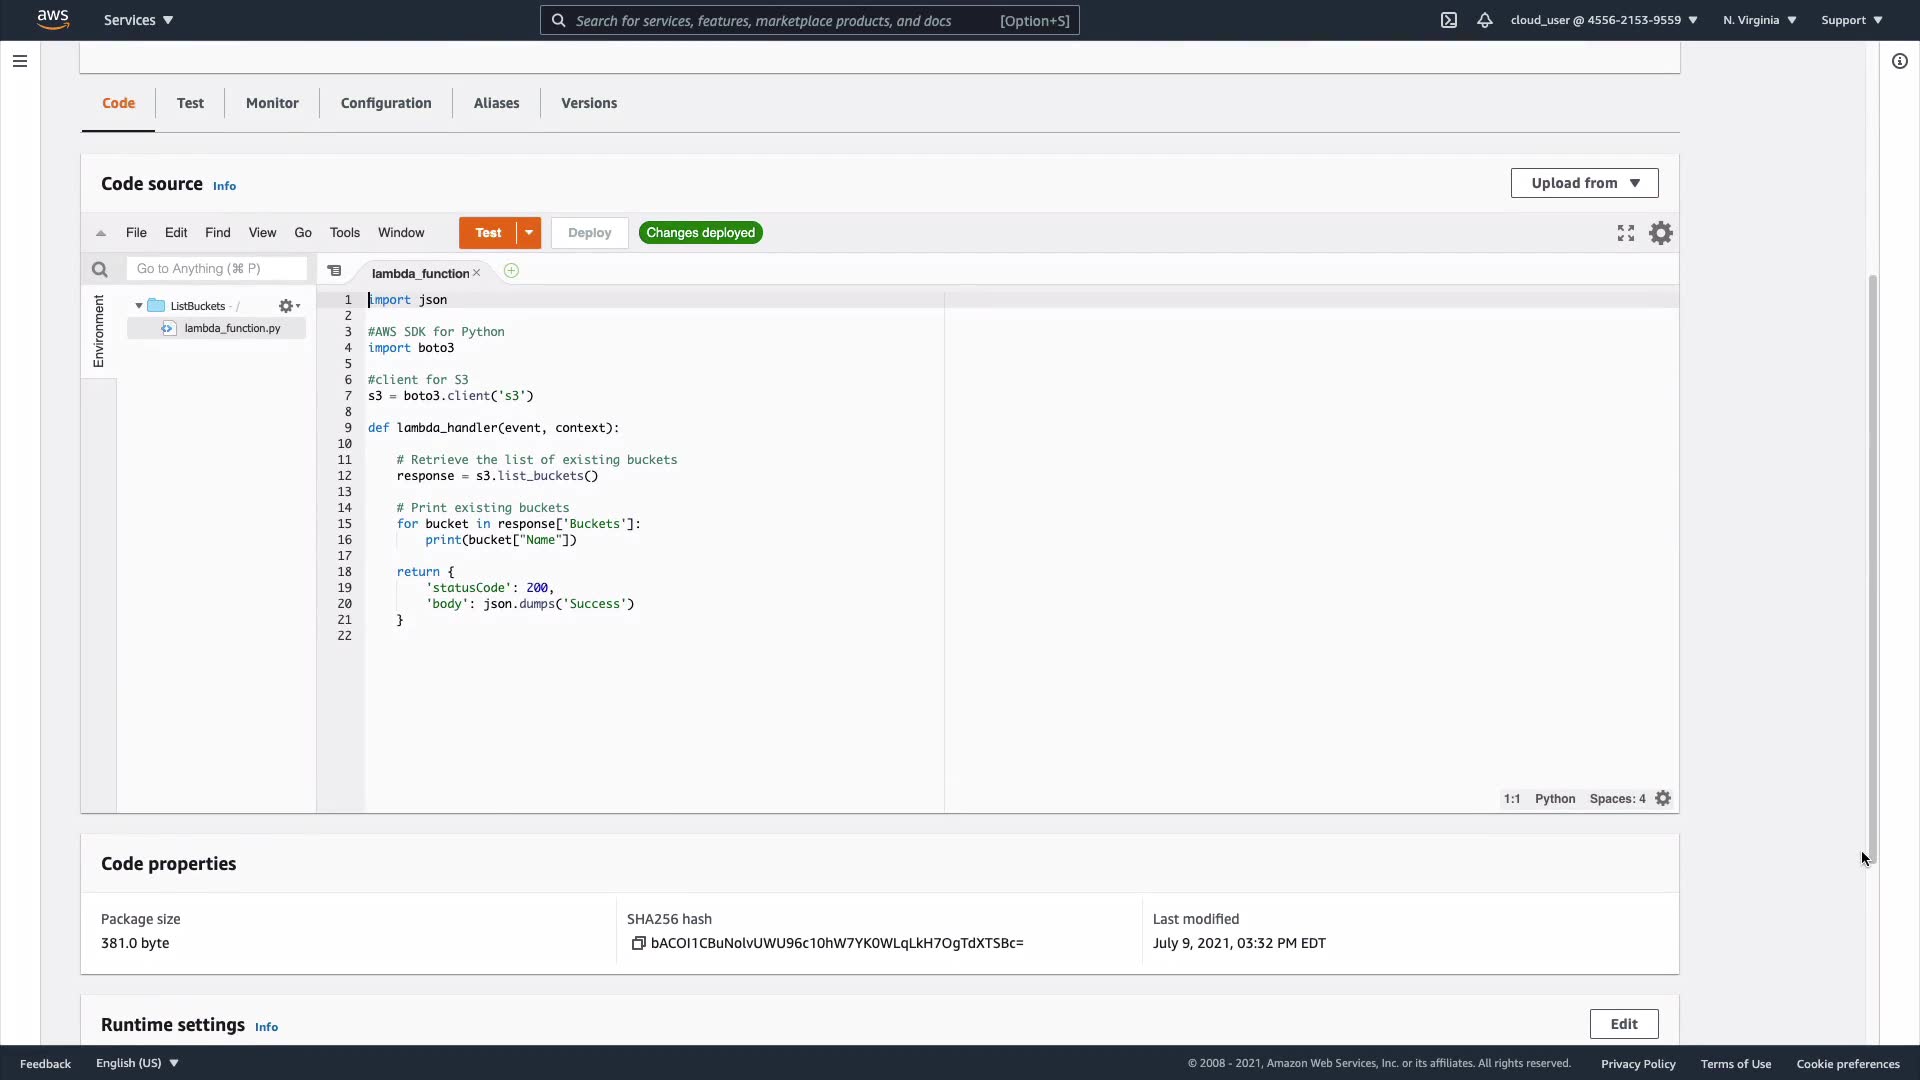 aws
Services
Search for services, features, marketplace products, and docs
[Option+S]
cloud_user @ 4556-2153-9559
N. Virginia
Support
Code
Test
Monitor
Configuration
Aliases
Versions
Code source
Info
Upload from
File
Edit
Find
View
Go
Tools
Window
Test
Deploy
Changes deployed
Go to Anything (⌘ P)
lambda_function
Environment
ListBuckets - /
lambda_function.py
1 import json
2
3 #AWS SDK for Python
4 import boto3
5
6 #client for S3
7 s3 = boto3.client('s3')
8
9 def lambda_handler(event, context):
10
11 # Retrieve the list of existing buckets
12 response = s3.list_buckets()
13
14 # Print existing buckets
15 for bucket in response['Buckets']:
16 print(bucket["Name"])
17
18 return {
19 'statusCode': 200,
20 'body': json.dumps('Success')
21 }
22
1:1
Python
Spaces: 4
Code properties
Package size
381.0 byte
SHA256 hash
bACOI1CBuNolvUWU96c10hW7YK0WLqLkH7OgTdXTSBc=
Last modified
July 9, 2021, 03:32 PM EDT
Runtime settings
Info
Edit
Feedback
English (US)
© 2008 - 2021, Amazon Web Services, Inc. or its affiliates. All rights reserved.
Privacy Policy
Terms of Use
Cookie preferences